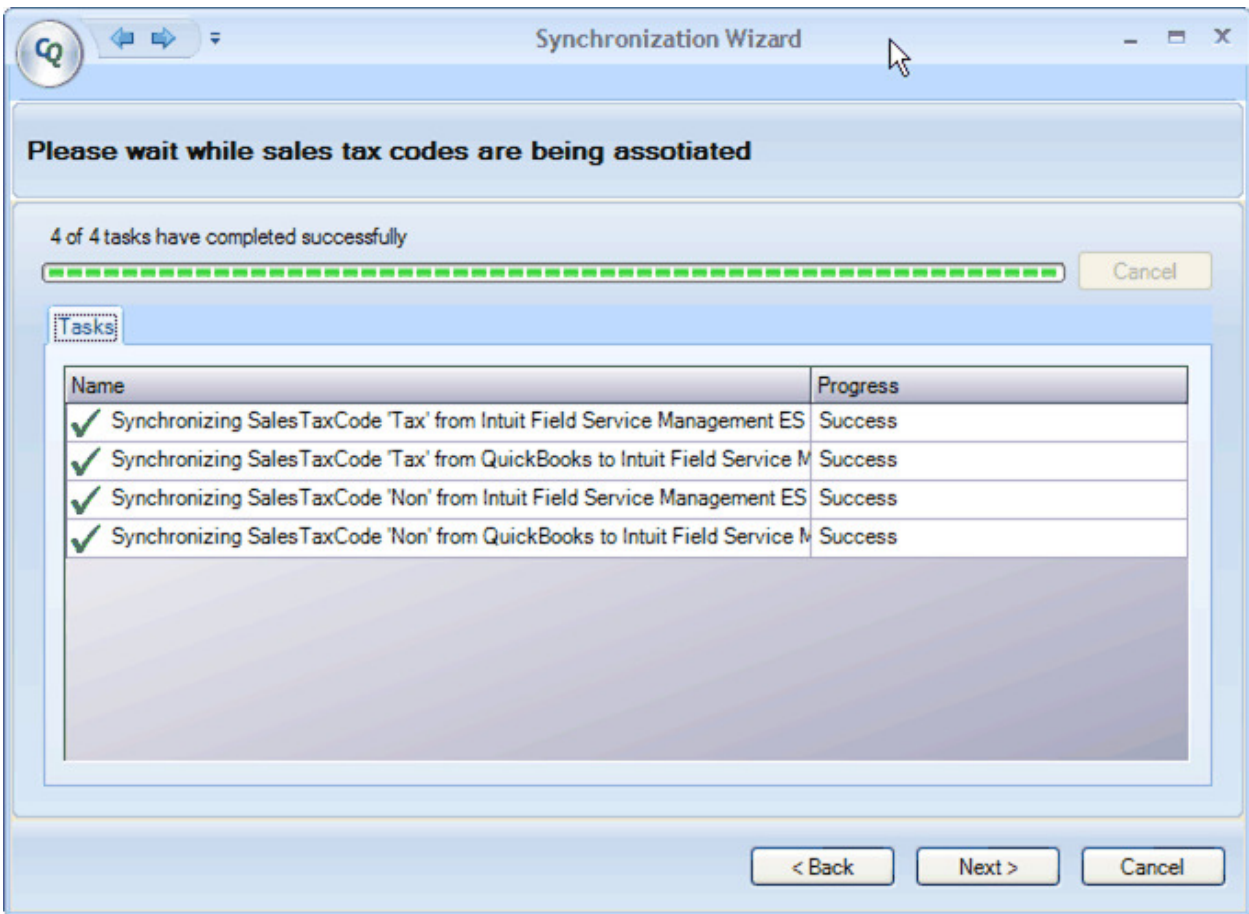 CQ
Synchronization Wizard
Please wait while sales tax codes are being assotiated
4 of 4 tasks have completed successfully
Cancel
Tasks
Name Progress
Synchronizing SalesTaxCode 'Tax' from Intuit Field Service Management ES Success
Synchronizing SalesTaxCode 'Tax' from QuickBooks to Intuit Field Service M Success
Synchronizing SalesTaxCode 'Non' from Intuit Field Service Management ES Success
Synchronizing SalesTaxCode 'Non' from QuickBooks to Intuit Field Service M Success
< Back Next > Cancel